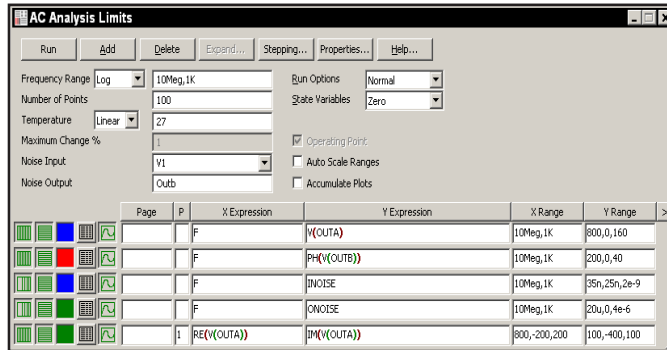 AC Analysis Limits
Run Add Delete Expand... Stepping... Properties... Help...
Frequency Range Log 10Meg,1K Run Options Normal
Number of Points 100 State Variables Zero
Temperature Linear 27
Maximum Change % 1 Operating Point
Noise Input V1 Auto Scale Ranges
Noise Output Outb Accumulate Plots
Page P X Expression Y Expression X Range Y Range >
F V(OUTA) 10Meg,1K 800,0,160
F PH(V(OUTB)) 10Meg,1K 200,0,40
F INOISE 10Meg,1K 35n,25n,2e-9
F ONOISE 10Meg,1K 20u,0,4e-6
1 RE(V(OUTA)) IM(V(OUTA)) 800,-200,200 100,-400,100